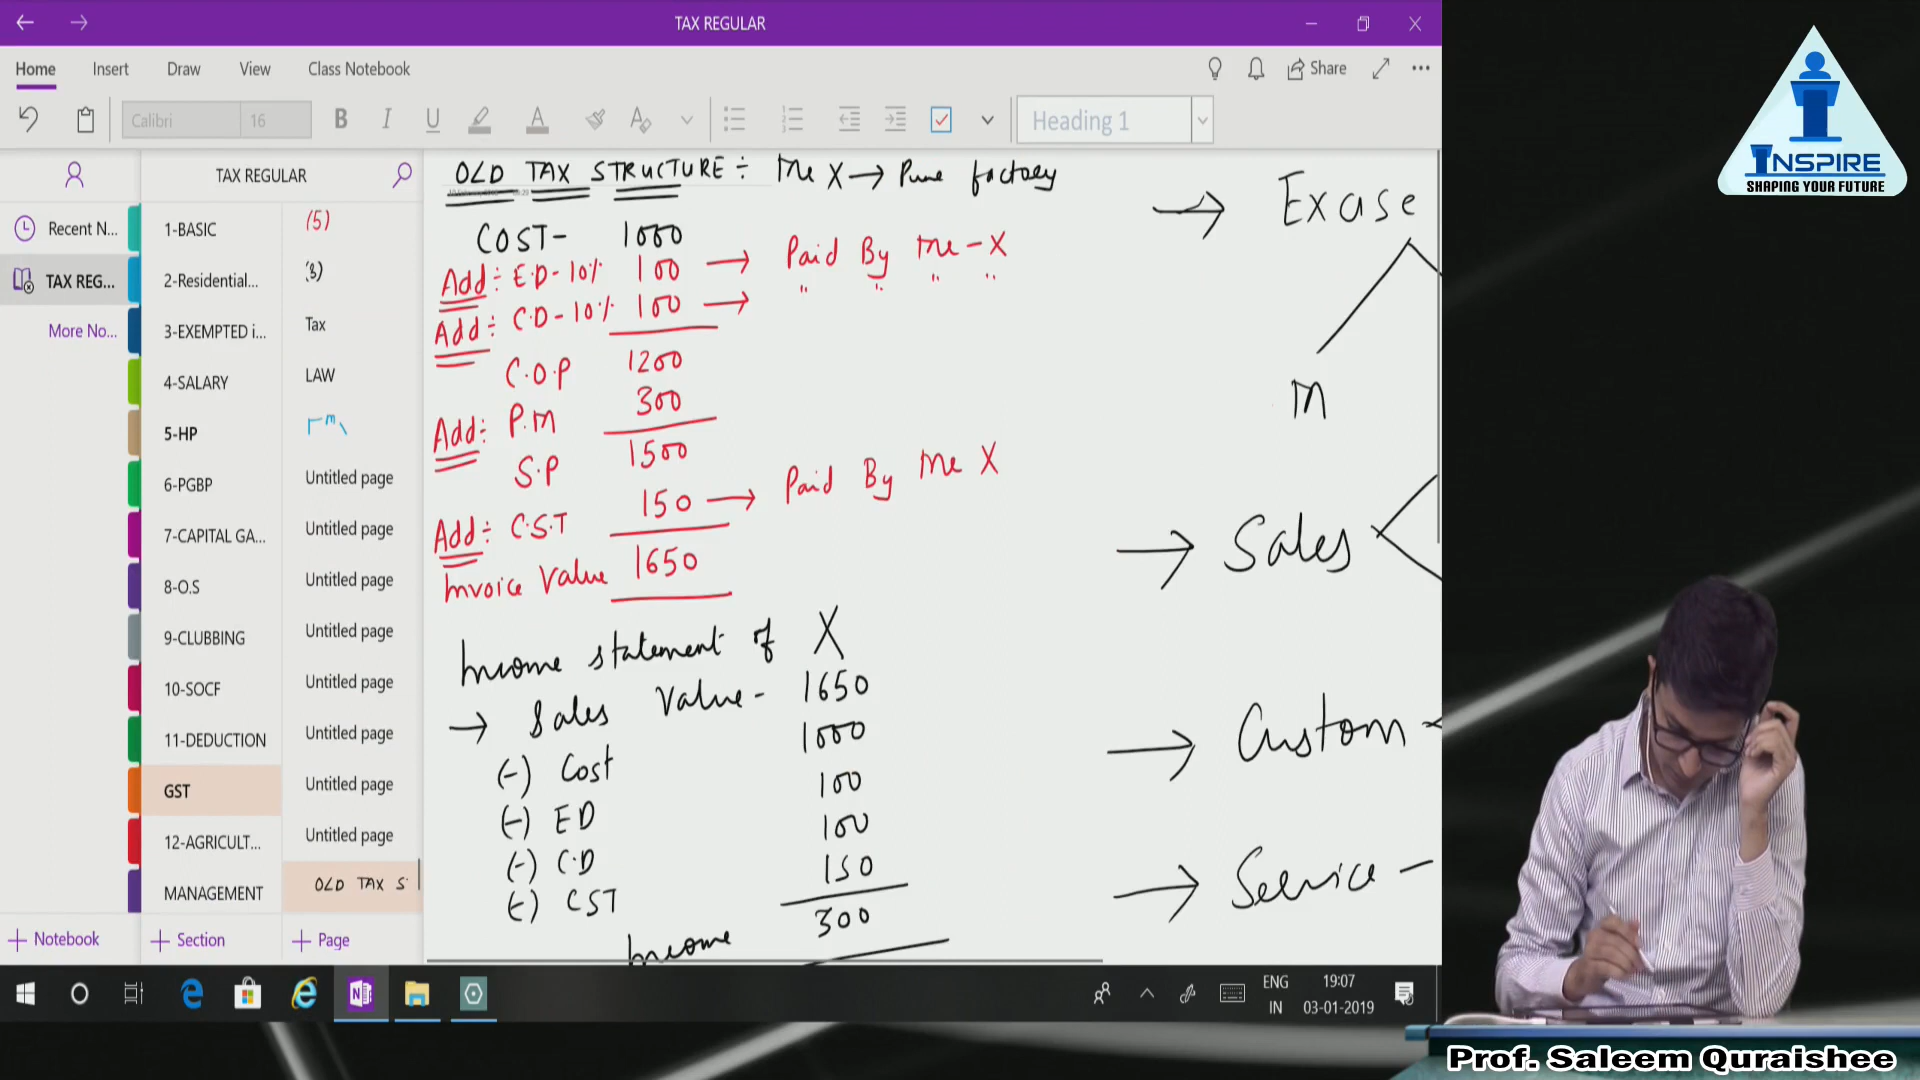 TAX REGULAR
Home Insert Draw View Class Notebook Share
Calibri 16 B I U A Heading 1
TAX REGULAR
Recent N...
TAX REG...
More No...
1-BASIC
2-Residential...
3-EXEMPTED i...
4-SALARY
5-HP
6-PGBP
7-CAPITAL GA...
8-O.S
9-CLUBBING
10-SOCF
11-DEDUCTION
GST
12-AGRICULT...
MANAGEMENT
(5)
(3)
Tax
LAW
Untitled page
Untitled page
Untitled page
Untitled page
Untitled page
Untitled page
Untitled page
Untitled page
OLD TAX S
+ Notebook
+ Section
+ Page
OLD TAX STRUCTURE :- Mr X → Pune factory
COST- 1000
Add :- E.D-10% 100 → Paid By Mr-X
Add :- C.D-10% 100 → " " " "
C.O.P 1200
Add :- P.M 300
S.P 1500
Add :- C.S.T 150 → Paid By Mr X
Invoice Value 1650
Income statement of X
→ Sales Value - 1650
(-) Cost 1000
(-) ED 100
(-) C.D 100
(-) CST 150
Income 300
→ Excise
M
→ Sales
→ Custom
→ Service -
ENG
IN
19:07
03-01-2019
INSPIRE
SHAPING YOUR FUTURE
Prof. Saleem Quraishee